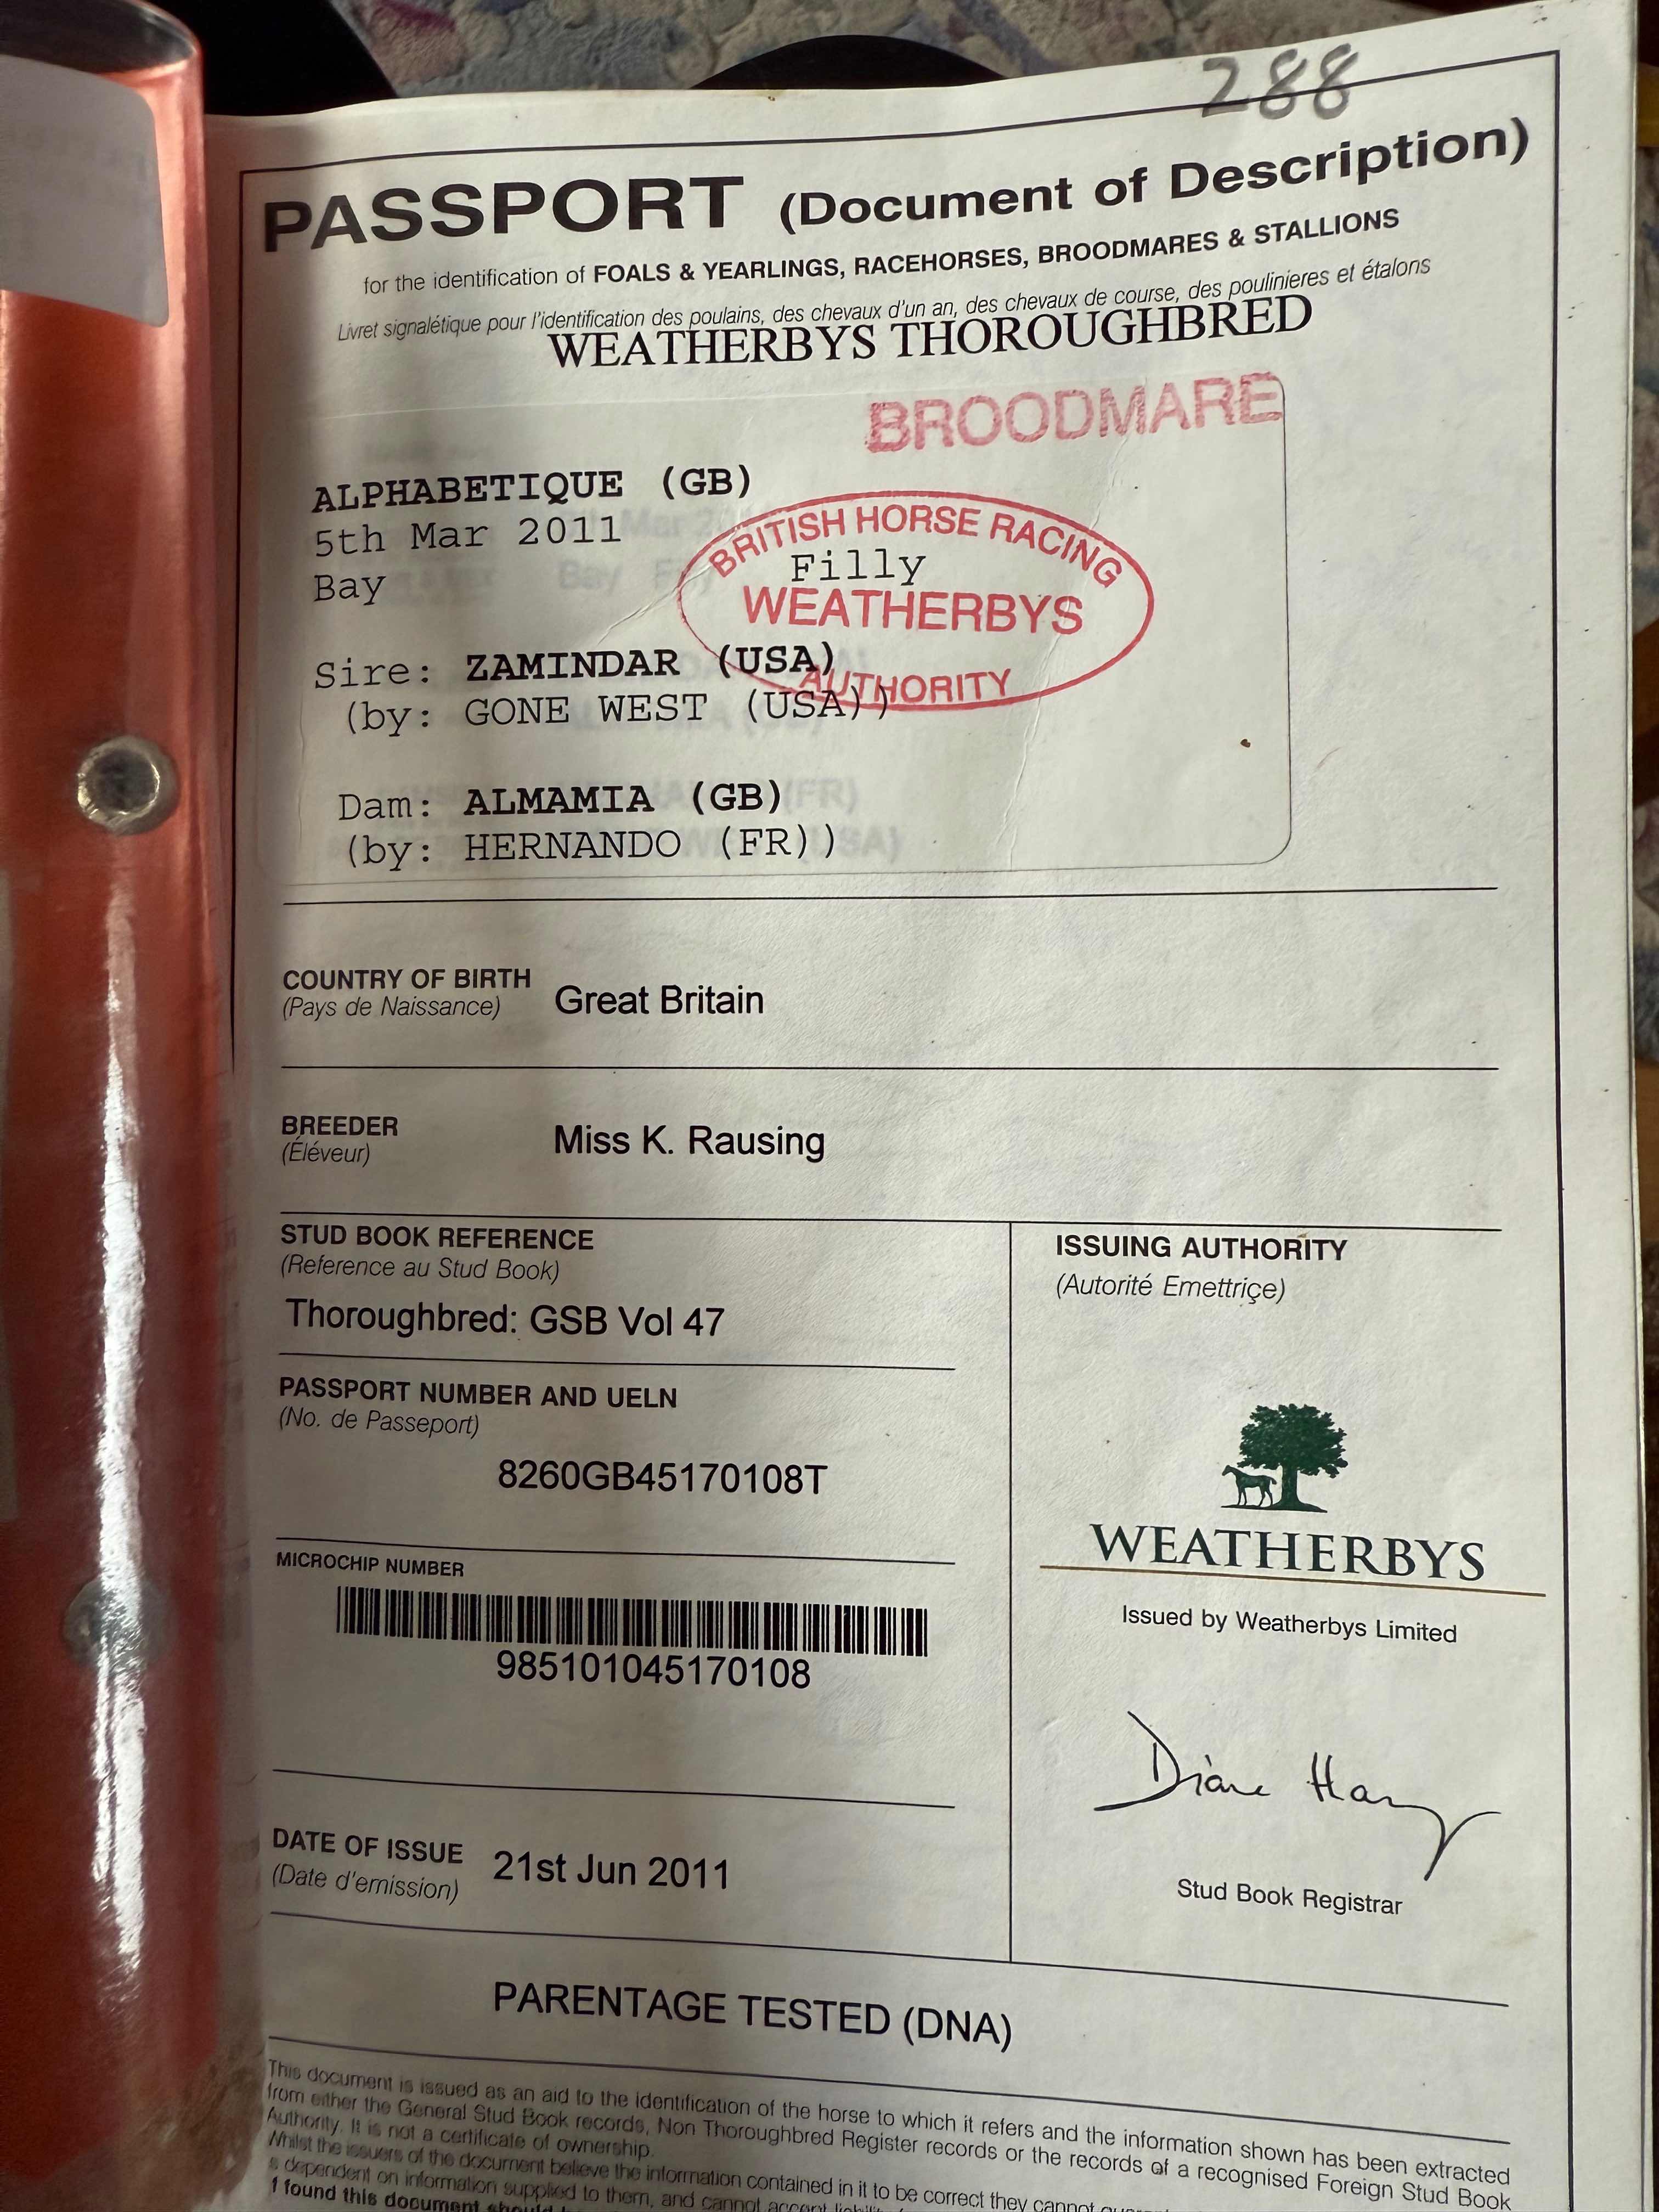 288
PASSPORT (Document of Description)
for the identification of FOALS & YEARLINGS, RACEHORSES, BROODMARES & STALLIONS
Livret signalétique pour l'identification des poulains, des chevaux d'un an, des chevaux de course, des poulinieres et étalons
WEATHERBYS THOROUGHBRED
BROODMARE
ALPHABETIQUE (GB)
5th Mar 2011
BRITISH HORSE RACING
Filly
Bay
WEATHERBYS
AUTHORITY
Sire: ZAMINDAR (USA)
(by: GONE WEST (USA))
Dam: ALMAMIA (GB)
(by: HERNANDO (FR))
COUNTRY OF BIRTH
(Pays de Naissance)
Great Britain
BREEDER
(Éléveur)
Miss K. Rausing
STUD BOOK REFERENCE
(Reference au Stud Book)
Thoroughbred: GSB Vol 47
PASSPORT NUMBER AND UELN
(No. de Passeport)
8260GB45170108T
MICROCHIP NUMBER
985101045170108
DATE OF ISSUE
(Date d'emission)
21st Jun 2011
ISSUING AUTHORITY
(Autorité Emettriçe)
WEATHERBYS
Issued by Weatherbys Limited
Diane Han
Stud Book Registrar
PARENTAGE TESTED (DNA)
This document is issued as an aid to the identification of the horse to which it refers and the information shown has been extracted
from either the General Stud Book records, Non Thoroughbred Register records or the records of a recognised Foreign Stud Book
Authority. It is not a certificate of ownership.
Whilst the issuers of the document believe the information contained in it to be correct they cannot
dependent on information supplied to them, and cannot accept
found this document should